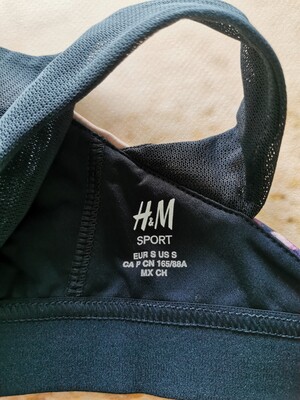 H&M
SPORT
EUR S US S
CA P CN 165/88A
MX CH